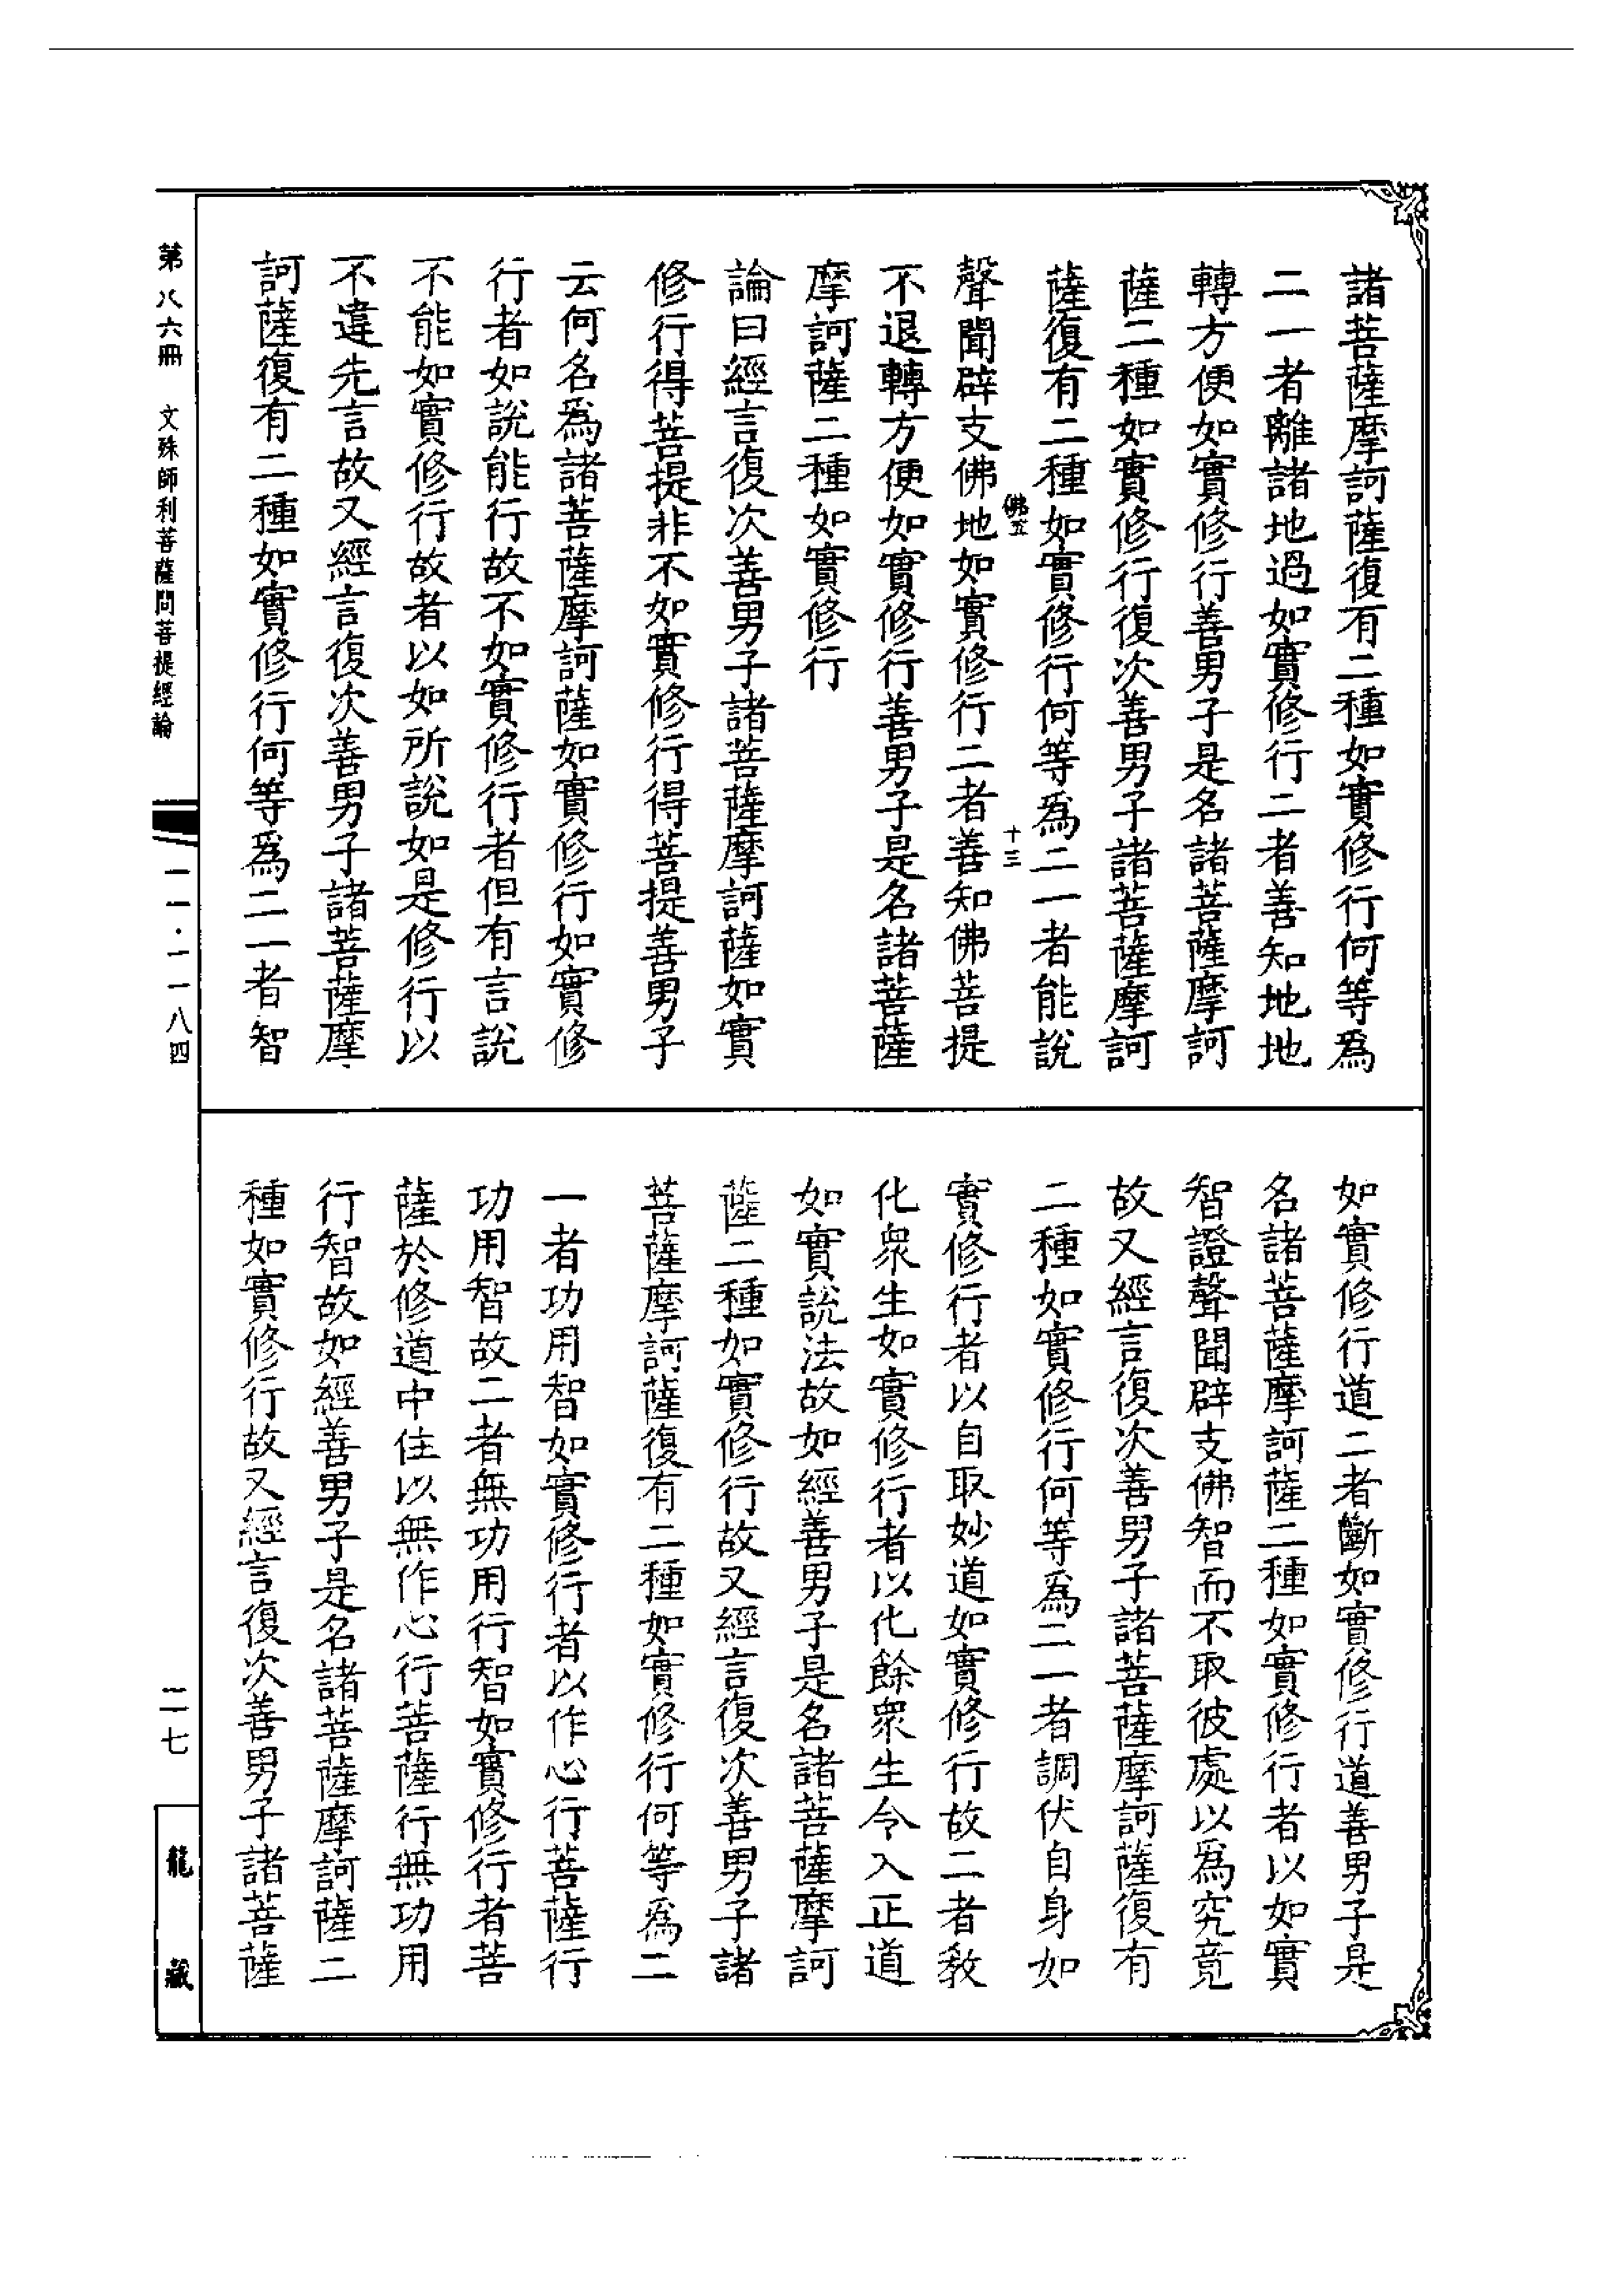 諸菩薩摩訶薩復有二種如實修行何等爲
二一者離諸地過如實修行二者善知地地
轉方便如實修行善男子是名諸菩薩摩訶
薩二種如實修行復次善男子諸菩薩摩訶
薩復有二種如實修行何等爲二一者能說
佛五
十三
聲聞辟支佛地如實修行二者善知佛菩提
不退轉方便如實修行善男子是名諸菩薩
摩訶薩二種如實修行
論曰經言復次善男子諸菩薩摩訶薩如實
修行得菩提非不如實修行得菩提善男子
云何名爲諸菩薩摩訶薩如實修行如實修
行者如說能行故不如實修行者但有言說
不能如實修行故者以如所說如是修行以
不違先言故又經言復次善男子諸菩薩摩
訶薩復有二種如實修行何等爲二一者智
如實修行道二者斷如實修行道善男子是
名諸菩薩摩訶薩二種如實修行者以如實
智證聲聞辟支佛智而不取彼處以爲究竟
故又經言復次善男子諸菩薩摩訶薩復有
二種如實修行何等爲二一者調伏自身如
實修行者以自取妙道如實修行故二者教
化衆生如實修行者以化餘衆生令入正道
如實說法故如經善男子是名諸菩薩摩訶
薩二種如實修行故又經言復次善男子諸
菩薩摩訶薩復有二種如實修行何等爲二
一者功用智如實修行者以作心行菩薩行
功用智故二者無功用行智如實修行者菩
薩於修道中住以無作心行菩薩行無功用
行智故如經善男子是名諸菩薩摩訶薩二
種如實修行故又經言復次善男子諸菩薩
第八六冊 文殊師利菩薩問菩提經論
一一·一一八四
二七
龍藏